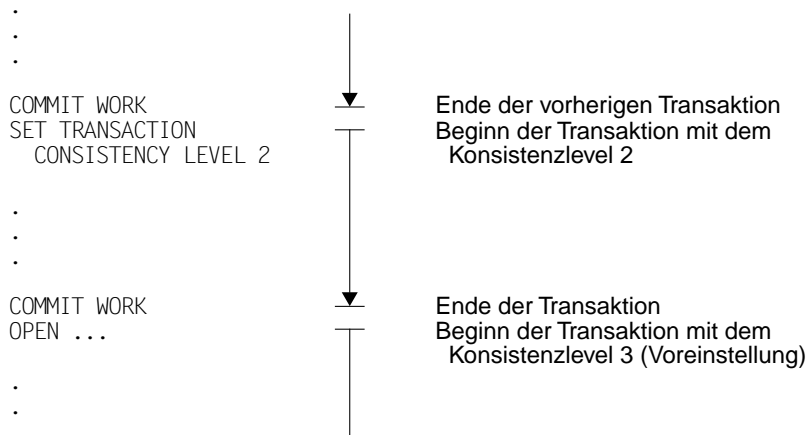 .
.
.
COMMIT WORK Ende der vorherigen Transaktion
SET TRANSACTION Beginn der Transaktion mit dem
CONSISTENCY LEVEL 2 Konsistenzlevel 2
.
.
.
COMMIT WORK Ende der Transaktion
OPEN ... Beginn der Transaktion mit dem
Konsistenzlevel 3 (Voreinstellung)
.
.